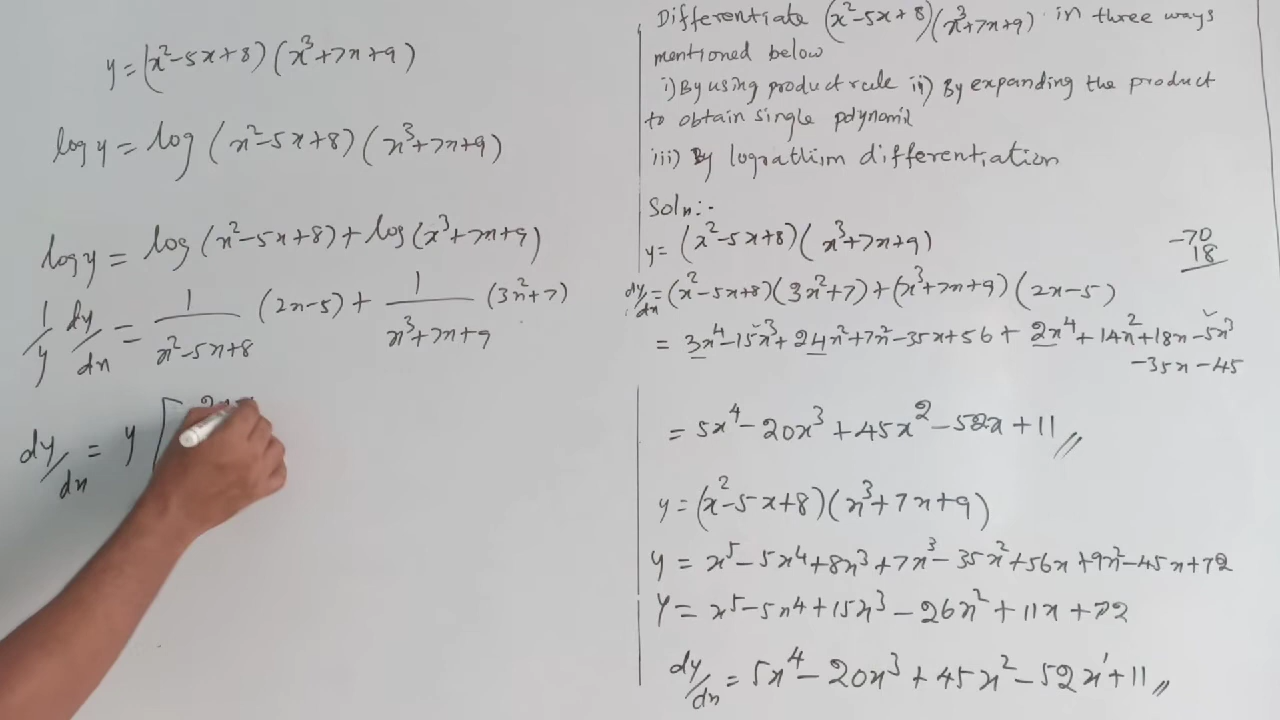 y = (x²-5x+8)(x³+7x+9)
log y = log (x²-5x+8)(x³+7x+9)
log y = log (x²-5x+8) + log (x³+7x+9)
1/y dy/dx = 1/(x²-5x+8) (2x-5) + 1/(x³+7x+9) (3x²+7)
dy/dx = y [
Differentiate (x²-5x+8)(x³+7x+9) in three ways
mentioned below
i) By using product rule ii) By expanding the product
to obtain single polynomil
iii) By lograthim differentiation
Soln:-
y = (x²-5x+8)(x³+7x+9)
-70
18
dy/dx = (x²-5x+8)(3x²+7)+(x³+7x+9)(2x-5)
= 3x⁴-15x³+24x²+7x²-35x+56+2x⁴+14x²+18x-5x³
-35x-45
= 5x⁴-20x³+45x²-52x+11//
y = (x²-5x+8)(x³+7x+9)
y = x⁵-5x⁴+8x³+7x³-35x²+56x+9x²-45x+72
y = x⁵-5x⁴+15x³-26x²+11x+72
dy/dx = 5x⁴-20x³+45x²-52x¹+11//